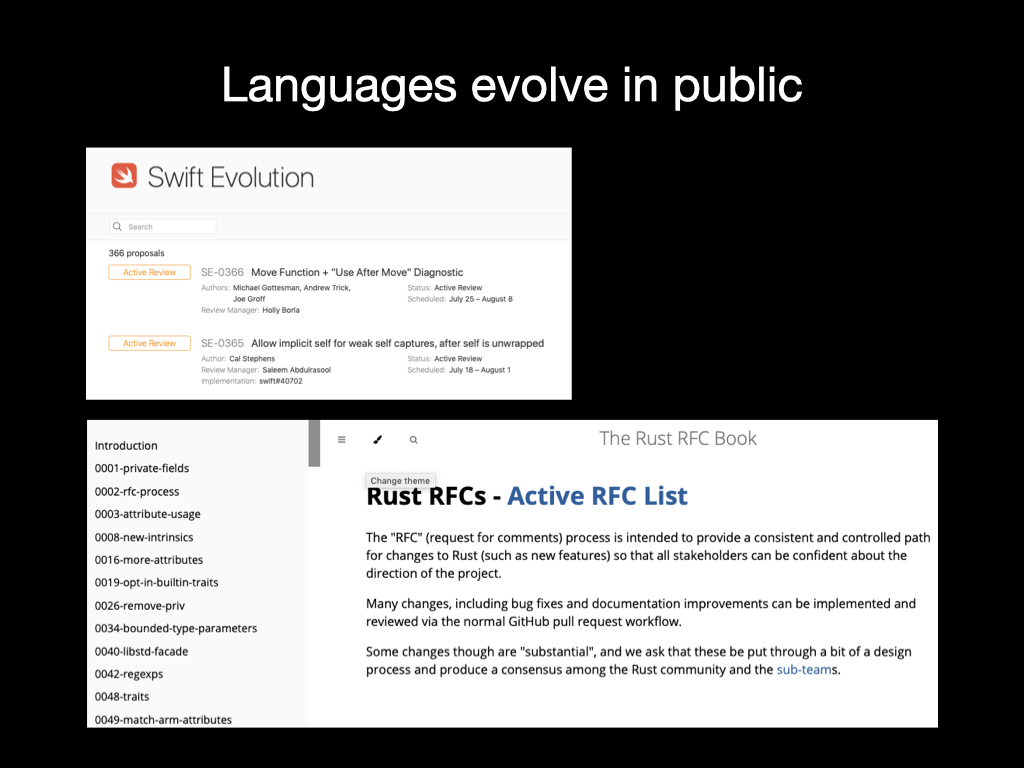 Languages evolve in public
Swift Evolution
Search
366 proposals
Active Review
SE-0366 Move Function + "Use After Move" Diagnostic
Authors: Michael Gottesman, Andrew Trick,
Joe Groff
Status: Active Review
Scheduled: July 25 – August 8
Review Manager: Holly Borla
Active Review
SE-0365 Allow implicit self for weak self captures, after self is unwrapped
Author: Cal Stephens
Status: Active Review
Review Manager: Saleem Abdulrasool
Scheduled: July 18 – August 1
Implementation: swift#40702
Introduction
0001-private-fields
0002-rfc-process
0003-attribute-usage
0008-new-intrinsics
0016-more-attributes
0019-opt-in-builtin-traits
0026-remove-priv
0034-bounded-type-parameters
0040-libstd-facade
0042-regexps
0048-traits
0049-match-arm-attributes
The Rust RFC Book
Change theme
Rust RFCs - Active RFC List
The "RFC" (request for comments) process is intended to provide a consistent and controlled path
for changes to Rust (such as new features) so that all stakeholders can be confident about the
direction of the project.
Many changes, including bug fixes and documentation improvements can be implemented and
reviewed via the normal GitHub pull request workflow.
Some changes though are "substantial", and we ask that these be put through a bit of a design
process and produce a consensus among the Rust community and the sub-teams.